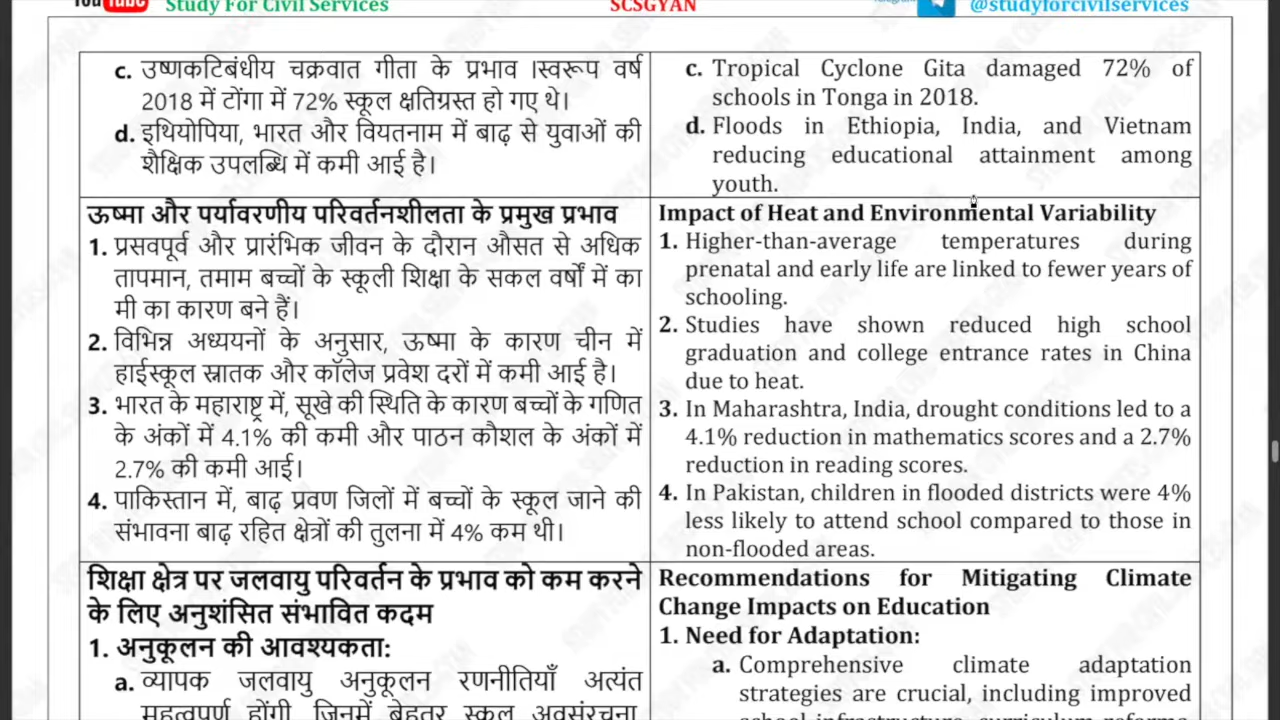 YouTube Study For Civil Services
SCSGYAN
@studyforcivilservices
c. उष्णकटिबंधीय चक्रवात गीता के प्रभाव ।स्वरूप वर्ष
2018 में टोंगा में 72% स्कूल क्षतिग्रस्त हो गए थे।
d. इथियोपिया, भारत और वियतनाम में बाढ़ से युवाओं की
शैक्षिक उपलब्धि में कमी आई है।
c. Tropical Cyclone Gita damaged 72% of
schools in Tonga in 2018.
d. Floods in Ethiopia, India, and Vietnam
reducing educational attainment among
youth.
ऊष्मा और पर्यावरणीय परिवर्तनशीलता के प्रमुख प्रभाव
1. प्रसवपूर्व और प्रारंभिक जीवन के दौरान औसत से अधिक
तापमान, तमाम बच्चों के स्कूली शिक्षा के सकल वर्षों में का
मी का कारण बने हैं।
2. विभिन्न अध्ययनों के अनुसार, ऊष्मा के कारण चीन में
हाईस्कूल स्नातक और कॉलेज प्रवेश दरों में कमी आई है।
3. भारत के महाराष्ट्र में, सूखे की स्थिति के कारण बच्चों के गणित
के अंकों में 4.1% की कमी और पाठन कौशल के अंकों में
2.7% की कमी आई।
4. पाकिस्तान में, बाढ़ प्रवण जिलों में बच्चों के स्कूल जाने की
संभावना बाढ़ रहित क्षेत्रों की तुलना में 4% कम थी।
Impact of Heat and Environmental Variability
1. Higher-than-average temperatures during
prenatal and early life are linked to fewer years of
schooling.
2. Studies have shown reduced high school
graduation and college entrance rates in China
due to heat.
3. In Maharashtra, India, drought conditions led to a
4.1% reduction in mathematics scores and a 2.7%
reduction in reading scores.
4. In Pakistan, children in flooded districts were 4%
less likely to attend school compared to those in
non-flooded areas.
शिक्षा क्षेत्र पर जलवायु परिवर्तन के प्रभाव को कम करने
के लिए अनुशंसित संभावित कदम
1. अनुकूलन की आवश्यकता:
a. व्यापक जलवायु अनुकूलन रणनीतियाँ अत्यंत
महत्वपूर्ण होंगी, जिनमें बेहतर स्कूल अवसंरचना,
Recommendations for Mitigating Climate
Change Impacts on Education
1. Need for Adaptation:
a. Comprehensive climate adaptation
strategies are crucial, including improved
school infrastructure, curriculum reforms,